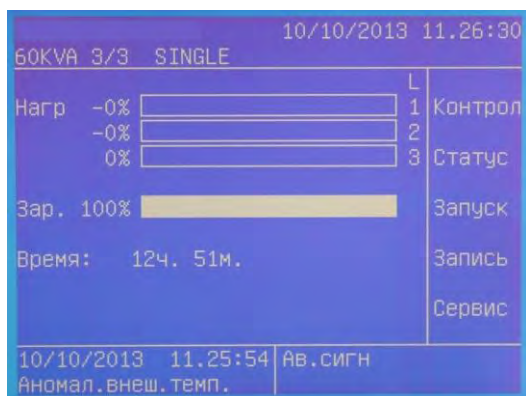 10/10/2013 11.26:30
60KVA 3/3 SINGLE
L
Нагр -0% 1 Контрол
-0% 2
0% 3 Статус
Зар. 100% Запуск
Время: 12ч. 51м. Запись
Сервис
10/10/2013 11.25:54 Ав.сигн
Аномал.внеш.темп.